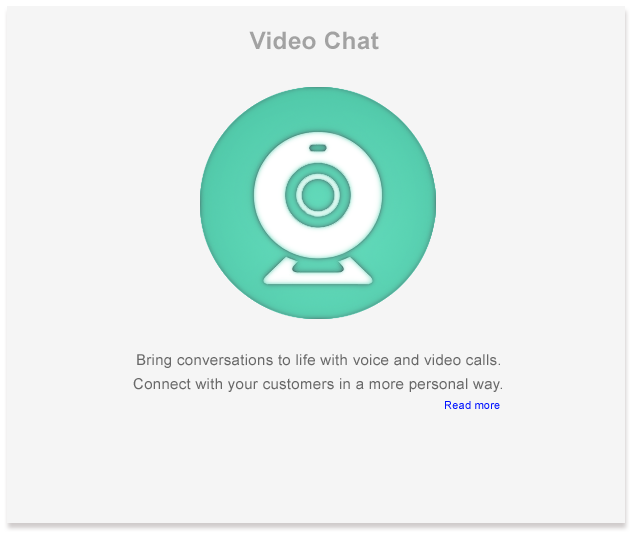 Video Chat
Bring conversations to life with voice and video calls.
Connect with your customers in a more personal way.
Read more